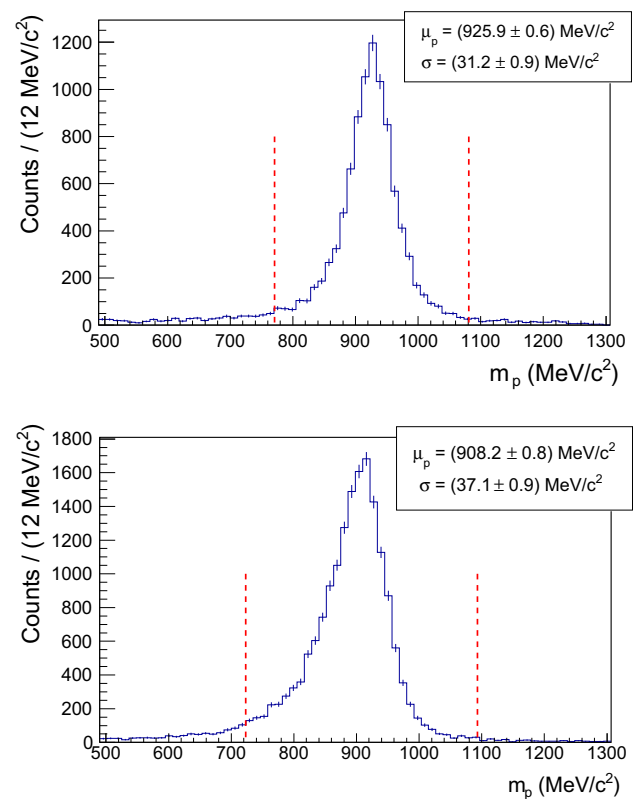 μp = (925.9 ± 0.6) MeV/c²
σ = (31.2 ± 0.9) MeV/c²
Counts / (12 MeV/c²)
1200
1000
800
600
400
200
0
500 600 700 800 900 1000 1100 1200 1300
mp (MeV/c²)
μp = (908.2 ± 0.8) MeV/c²
σ = (37.1 ± 0.9) MeV/c²
Counts / (12 MeV/c²)
1800
1600
1400
1200
1000
800
600
400
200
0
500 600 700 800 900 1000 1100 1200 1300
mp (MeV/c²)